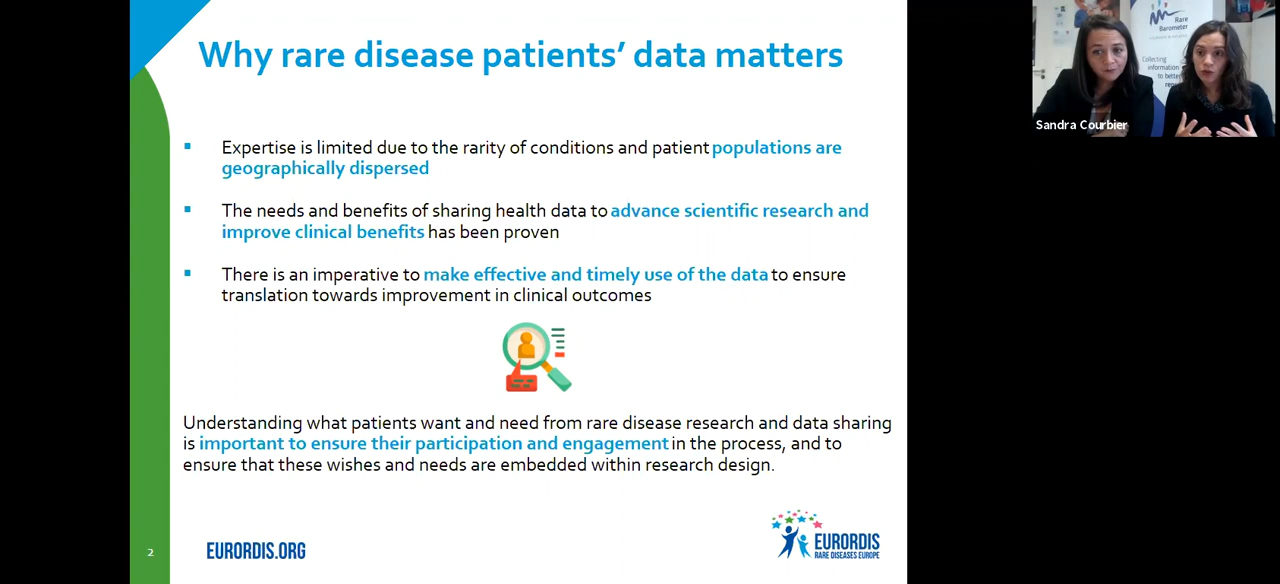 Why rare disease patients' data matters
Expertise is limited due to the rarity of conditions and patient populations are
geographically dispersed
The needs and benefits of sharing health data to advance scientific research and
improve clinical benefits has been proven
There is an imperative to make effective and timely use of the data to ensure
translation towards improvement in clinical outcomes
Understanding what patients want and need from rare disease research and data sharing
is important to ensure their participation and engagement in the process, and to
ensure that these wishes and needs are embedded within research design.
2
EURORDIS.ORG
EURORDIS
RARE DISEASES EUROPE
Rare
Barometer
Collecting
information
to better
Sandra Courbier